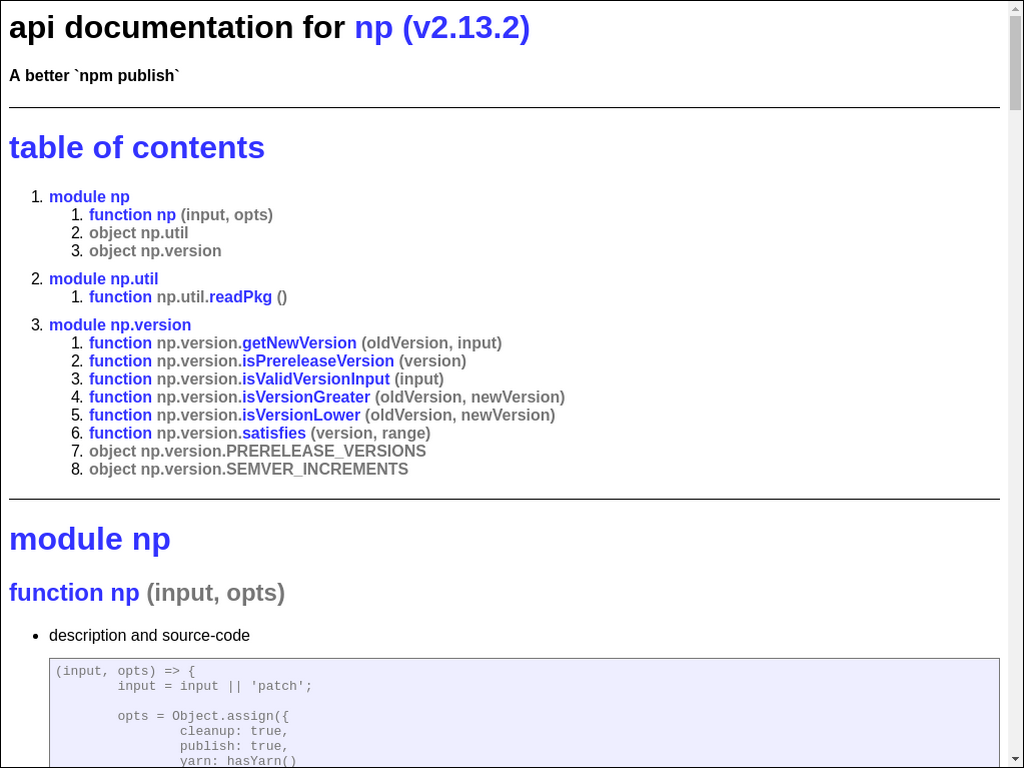 api documentation for np (v2.13.2)
A better `npm publish`
table of contents
1. module np
1. function np (input, opts)
2. object np.util
3. object np.version
2. module np.util
1. function np.util.readPkg ()
3. module np.version
1. function np.version.getNewVersion (oldVersion, input)
2. function np.version.isPrereleaseVersion (version)
3. function np.version.isValidVersionInput (input)
4. function np.version.isVersionGreater (oldVersion, newVersion)
5. function np.version.isVersionLower (oldVersion, newVersion)
6. function np.version.satisfies (version, range)
7. object np.version.PRERELEASE_VERSIONS
8. object np.version.SEMVER_INCREMENTS
module np
function np (input, opts)
• description and source-code
(input, opts) => {
input = input || 'patch';
opts = Object.assign({
cleanup: true,
publish: true,
yarn: hasYarn()